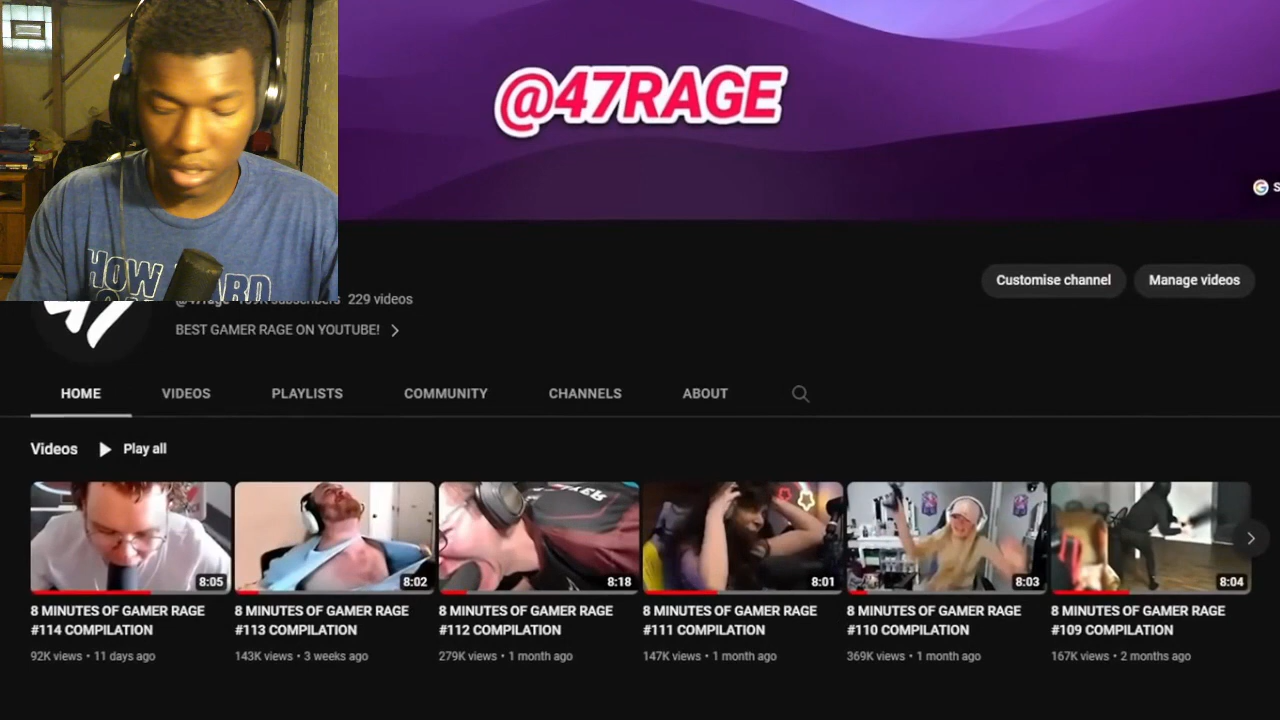 @47RAGE
S
HOW
Customise channel
Manage videos
@47rage subscribers 229 videos
47
BEST GAMER RAGE ON YOUTUBE!
HOME
VIDEOS
PLAYLISTS
COMMUNITY
CHANNELS
ABOUT
Videos
Play all
8:05
8:02
8:18
8:01
8:03
8:04
8 MINUTES OF GAMER RAGE
#114 COMPILATION
92K views • 11 days ago
8 MINUTES OF GAMER RAGE
#113 COMPILATION
143K views • 3 weeks ago
8 MINUTES OF GAMER RAGE
#112 COMPILATION
279K views • 1 month ago
8 MINUTES OF GAMER RAGE
#111 COMPILATION
147K views • 1 month ago
8 MINUTES OF GAMER RAGE
#110 COMPILATION
369K views • 1 month ago
8 MINUTES OF GAMER RAGE
#109 COMPILATION
167K views • 2 months ago